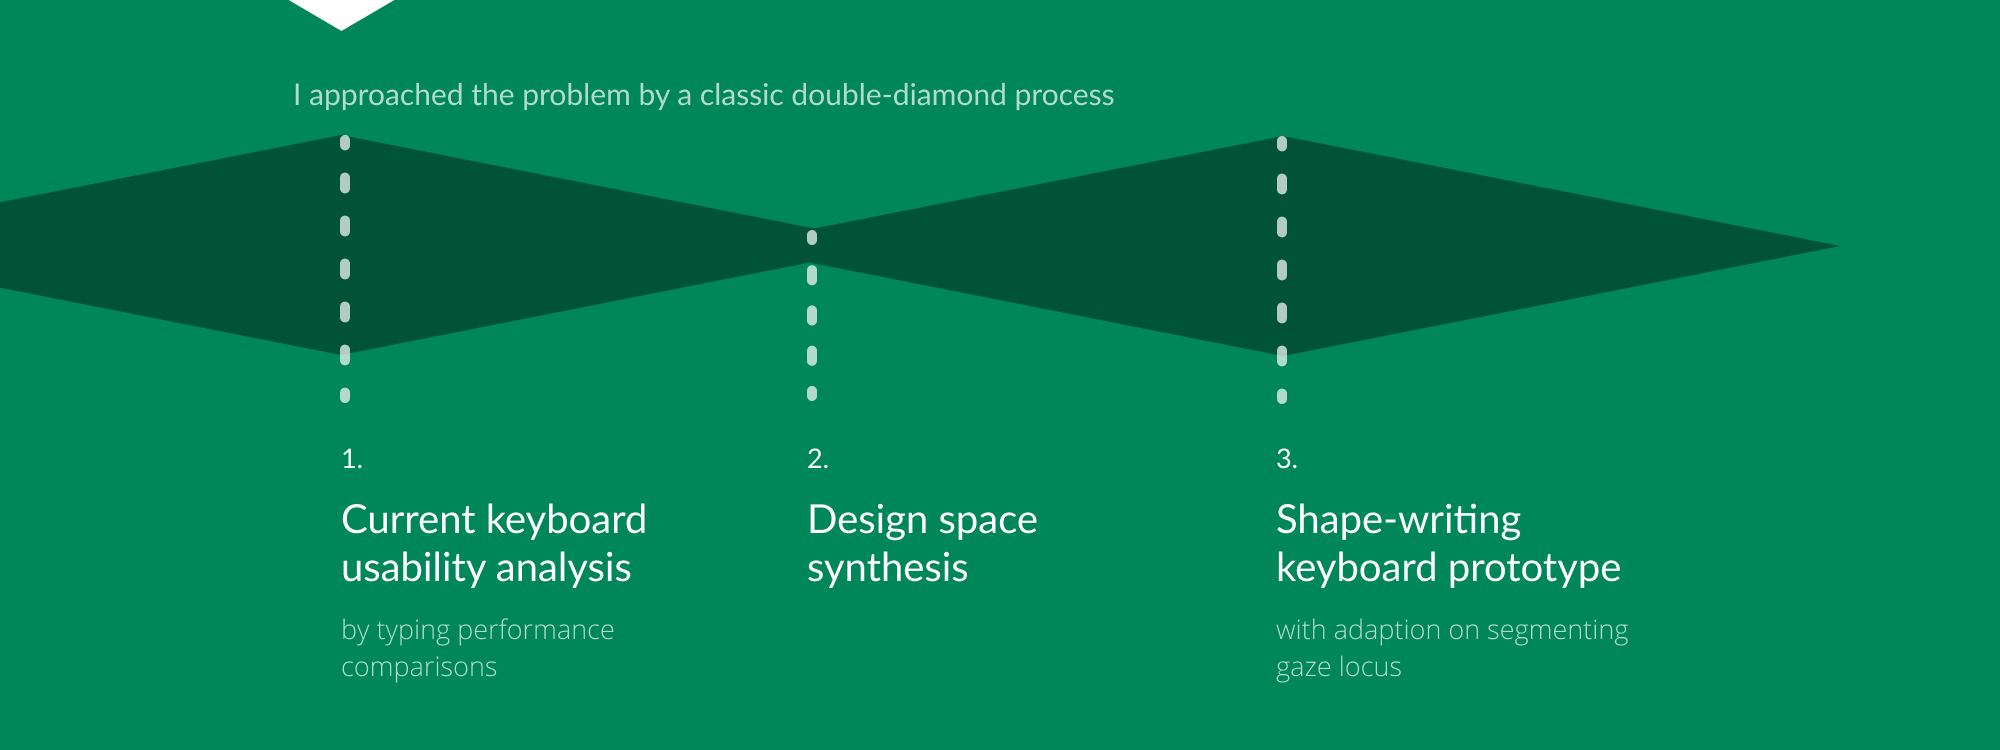 I approached the problem by a classic double-diamond process
1.
Current keyboard
usability analysis
by typing performance
comparisons
2.
Design space
synthesis
3.
Shape-writing
keyboard prototype
with adaption on segmenting
gaze locus